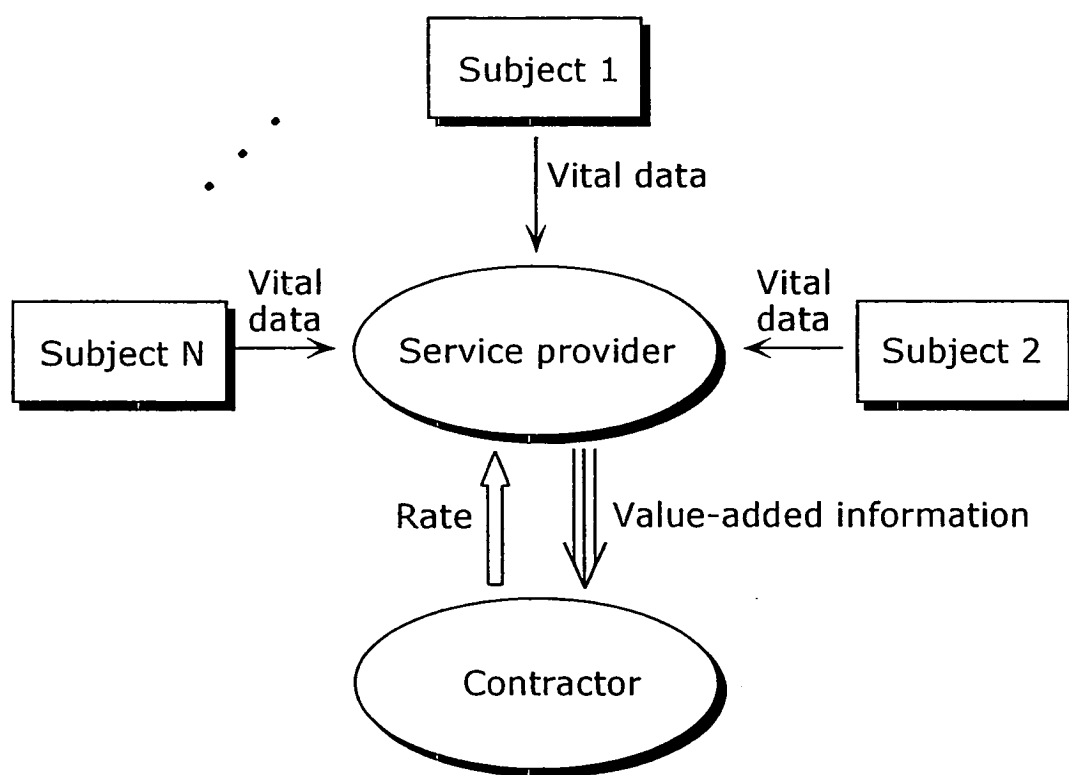 Subject 1
Vital data
Vital
data
Vital
data
Subject N
Service provider
Subject 2
Rate
Value-added information
Contractor